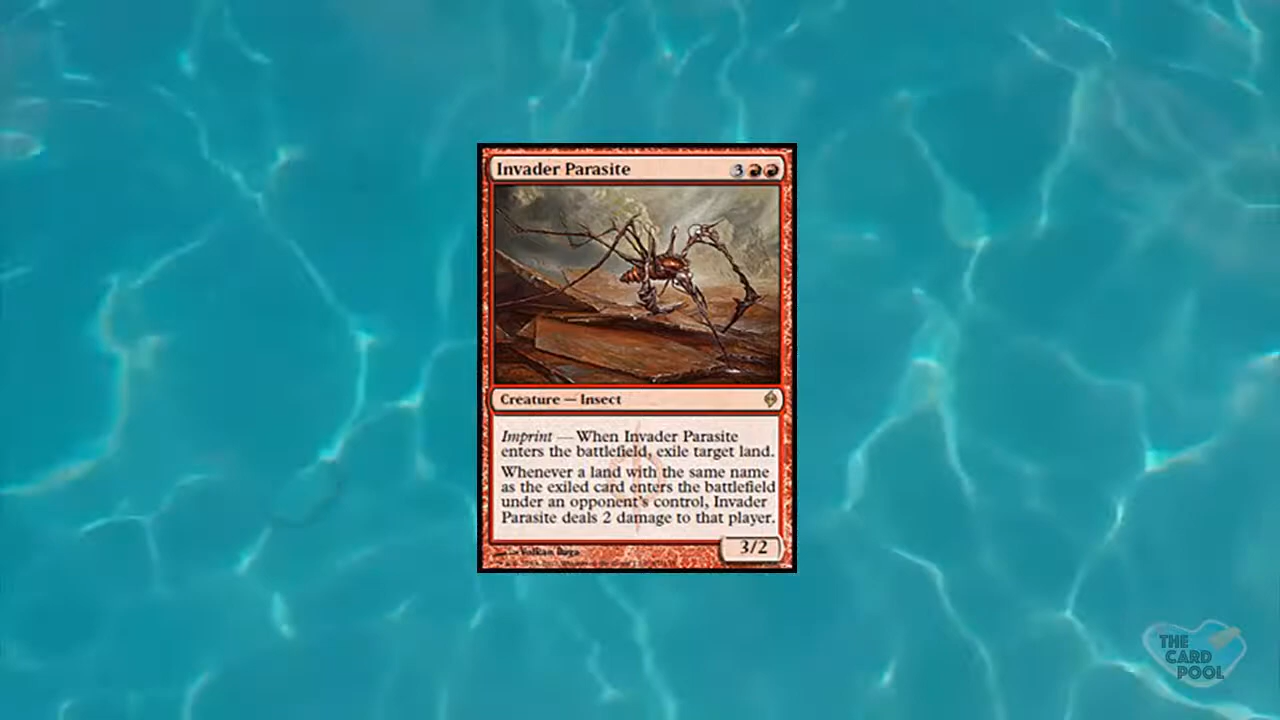 Invader Parasite
3
Creature — Insect
Imprint — When Invader Parasite
enters the battlefield, exile target land.
Whenever a land with the same name
as the exiled card enters the battlefield
under an opponent's control, Invader
Parasite deals 2 damage to that player.
3/2
THE
CARD
POOL